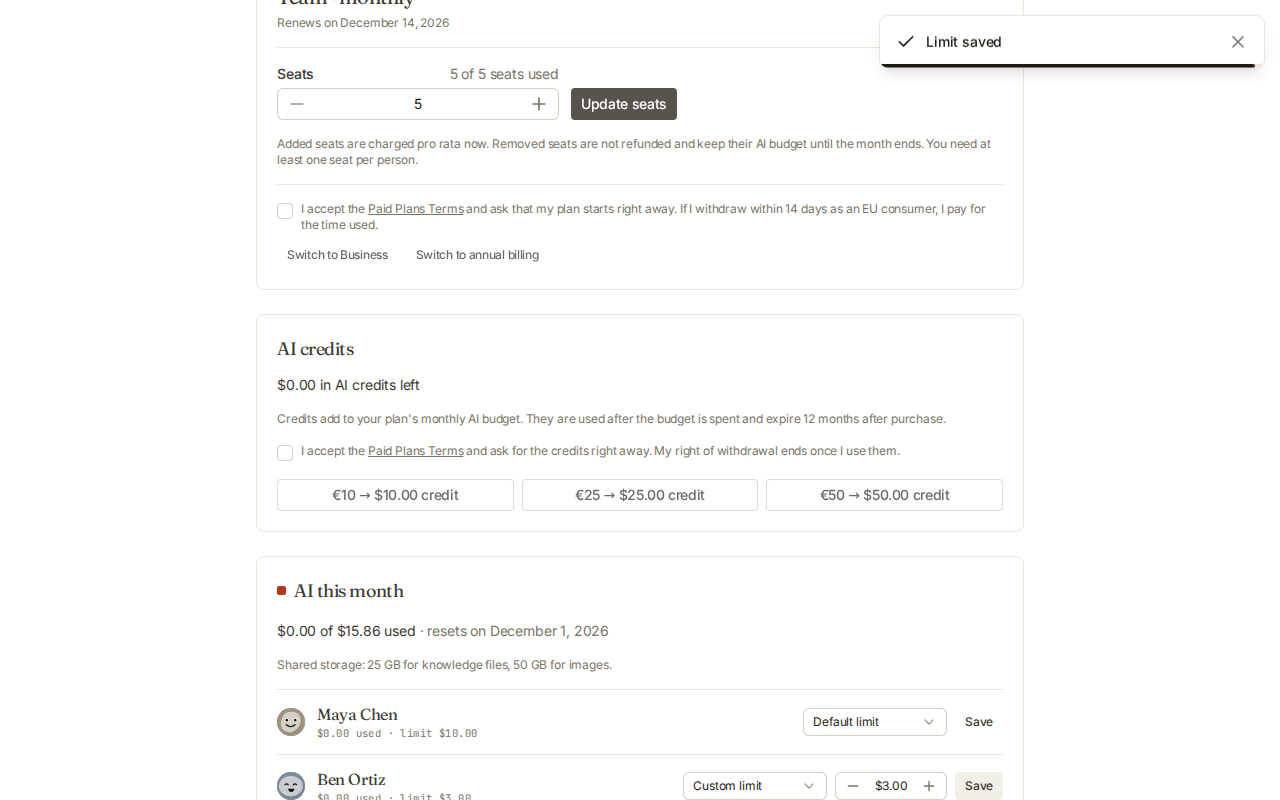 Team · monthly
Renews on December 14, 2026
Limit saved
Seats
5 of 5 seats used
5
Update seats
Added seats are charged pro rata now. Removed seats are not refunded and keep their AI budget until the month ends. You need at
least one seat per person.
I accept the Paid Plans Terms and ask that my plan starts right away. If I withdraw within 14 days as an EU consumer, I pay for
the time used.
Switch to Business
Switch to annual billing
AI credits
$0.00 in AI credits left
Credits add to your plan's monthly AI budget. They are used after the budget is spent and expire 12 months after purchase.
I accept the Paid Plans Terms and ask for the credits right away. My right of withdrawal ends once I use them.
€10 → $10.00 credit
€25 → $25.00 credit
€50 → $50.00 credit
AI this month
$0.00 of $15.86 used · resets on December 1, 2026
Shared storage: 25 GB for knowledge files, 50 GB for images.
Maya Chen
$0.00 used · limit $10.00
Default limit
Save
Ben Ortiz
$0.00 used · limit $3.00
Custom limit
$3.00
Save